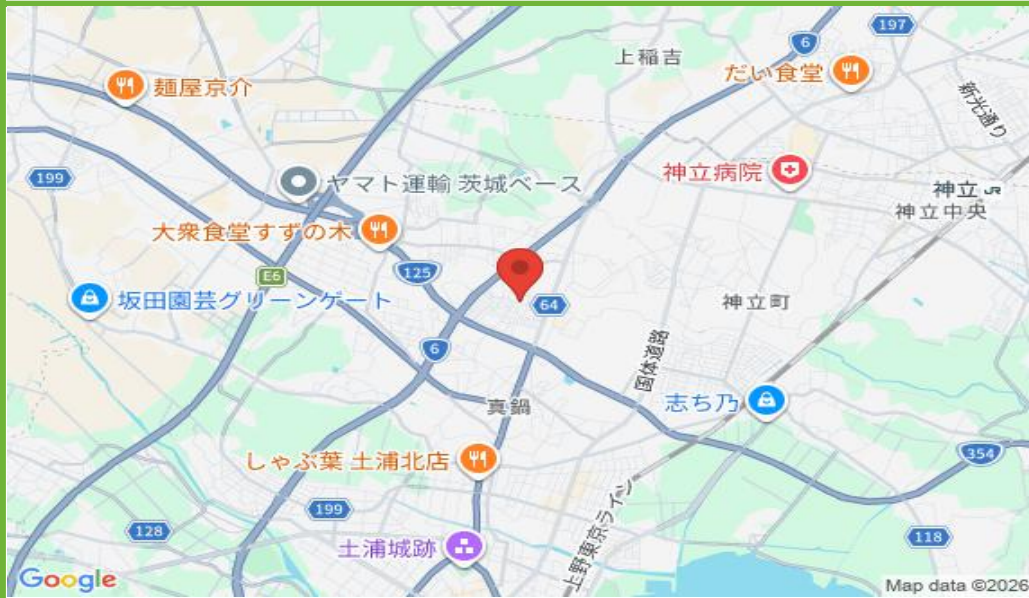 197
6
上稲吉
だい食堂
麺屋京介
新光通り
199
ヤマト運輸 茨城ベース
神立病院
神立
JR
神立中央
大衆食堂すずの木
125
E6
坂田園芸グリーンゲート
64
神立町
6
国体道路
真鍋
志ち乃
しゃぶ葉 土浦北店
354
199
128
土浦城跡
上野東京ライン
118
Google
Map data ©2026